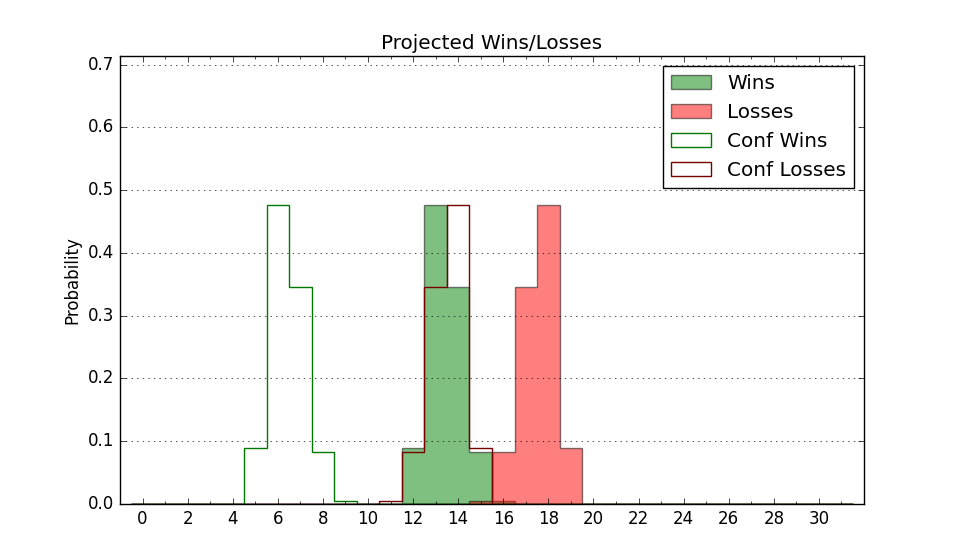 Projected Wins/Losses
0.7
0.6
0.5
0.4
0.3
0.2
0.1
0.0
Probability
Wins
Losses
Conf Wins
Conf Losses
0 2 4 6 8 10 12 14 16 18 20 22 24 26 28 30